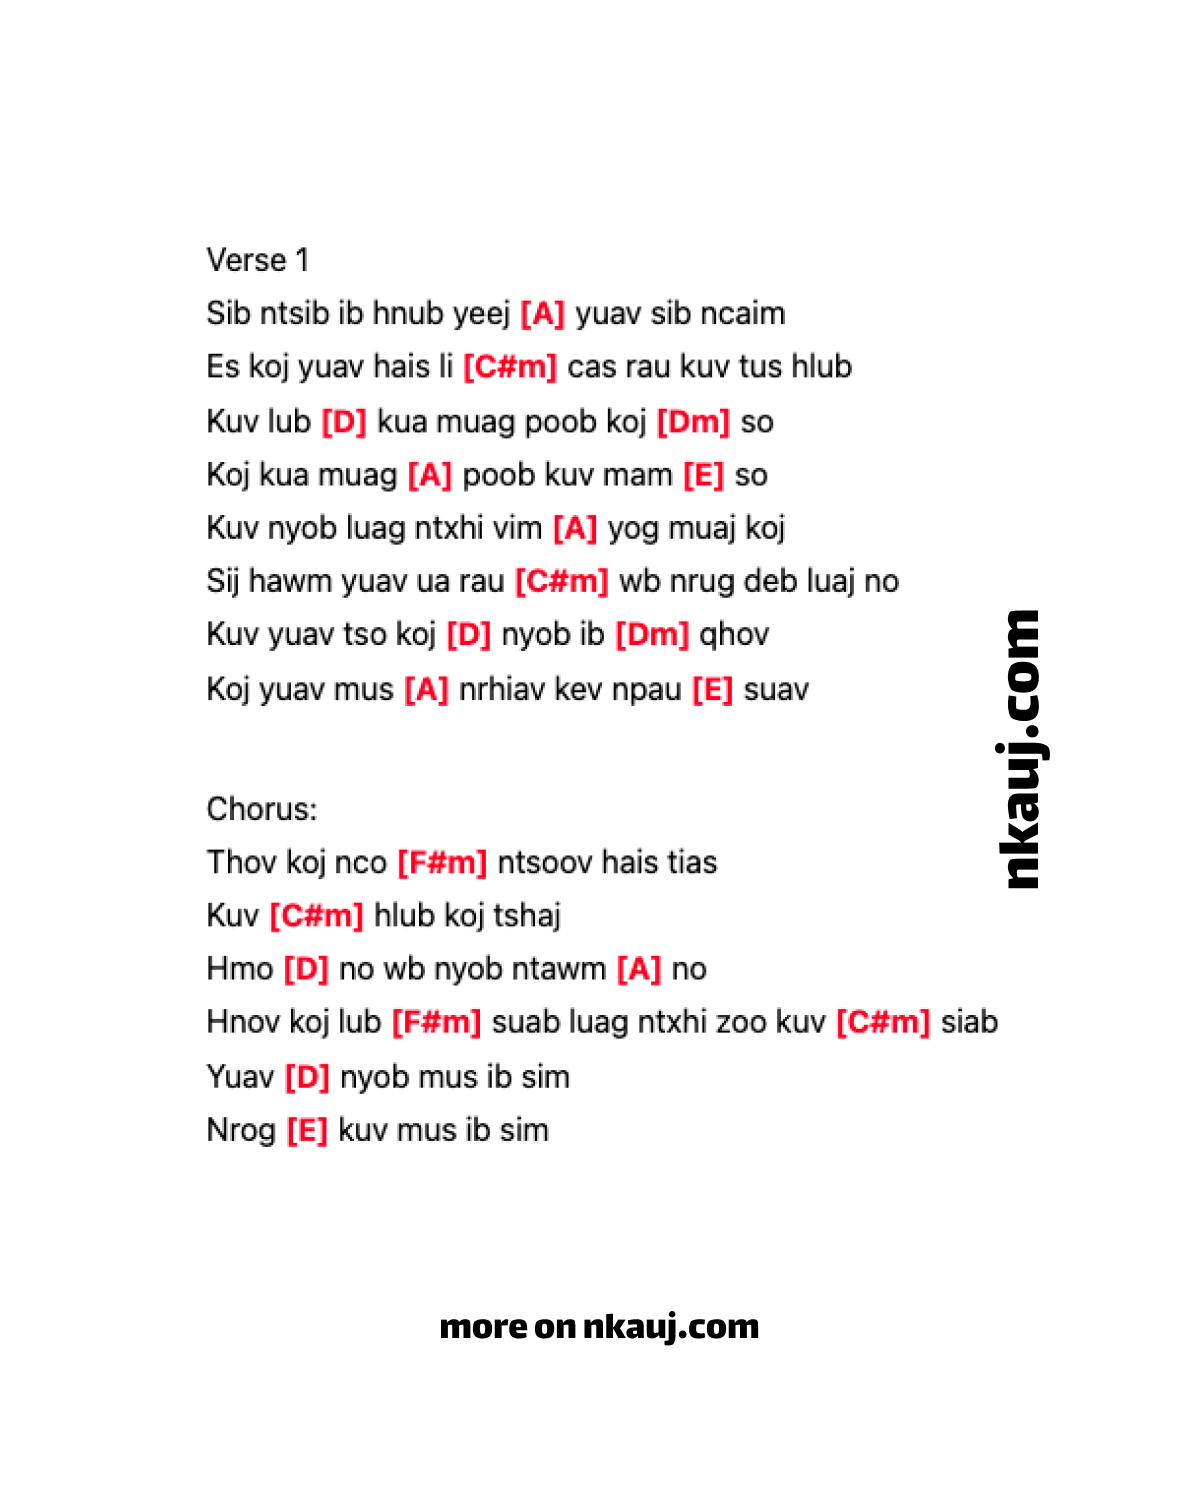 Verse 1
Sib ntsib ib hnub yeej [A] yuav sib ncaim
Es koj yuav hais li [C#m] cas rau kuv tus hlub
Kuv lub [D] kua muag poob koj [Dm] so
Koj kua muag [A] poob kuv mam [E] so
Kuv nyob luag ntxhi vim [A] yog muaj koj
Sij hawm yuav ua rau [C#m] wb nrug deb luaj no
Kuv yuav tso koj [D] nyob ib [Dm] qhov
Koj yuav mus [A] nrhiav kev npau [E] suav
Chorus:
Thov koj nco [F#m] ntsoov hais tias
Kuv [C#m] hlub koj tshaj
Hmo [D] no wb nyob ntawm [A] no
Hnov koj lub [F#m] suab luag ntxhi zoo kuv [C#m] siab
Yuav [D] nyob mus ib sim
Nrog [E] kuv mus ib sim
nkauj.com
more on nkauj.com